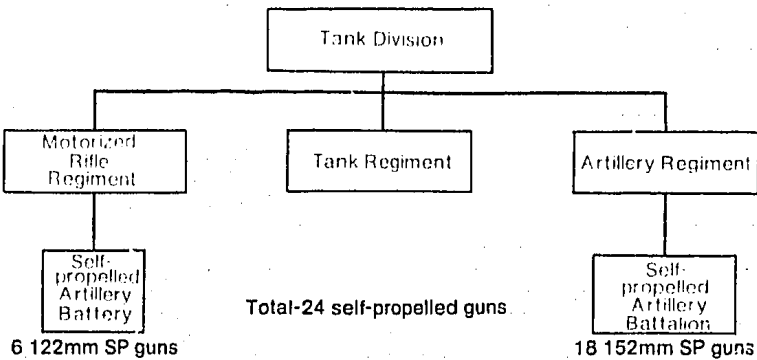 Tank Division
Motorized
Rifle
Regiment
Tank Regiment
Artillery Regiment
Self-
propelled
Artillery
Battery
Total-24 self-propelled guns
Self-
propelled
Artillery
Battalion
6 122mm SP guns
18 152mm SP guns